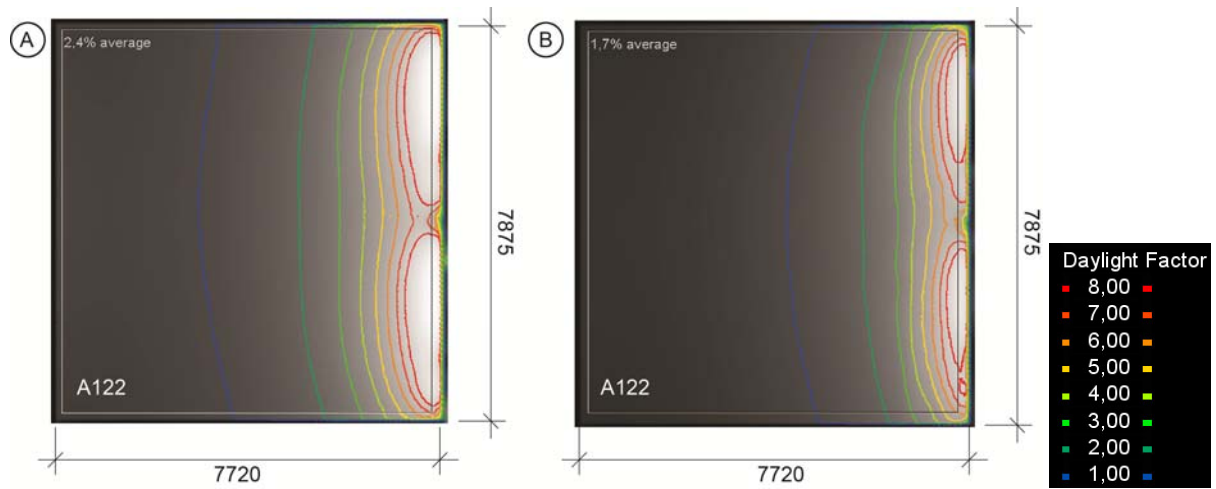 A
2,4% average
A122
7875
7720
B
1,7% average
A122
7875
7720
Daylight Factor
8,00
7,00
6,00
5,00
4,00
3,00
2,00
1,00